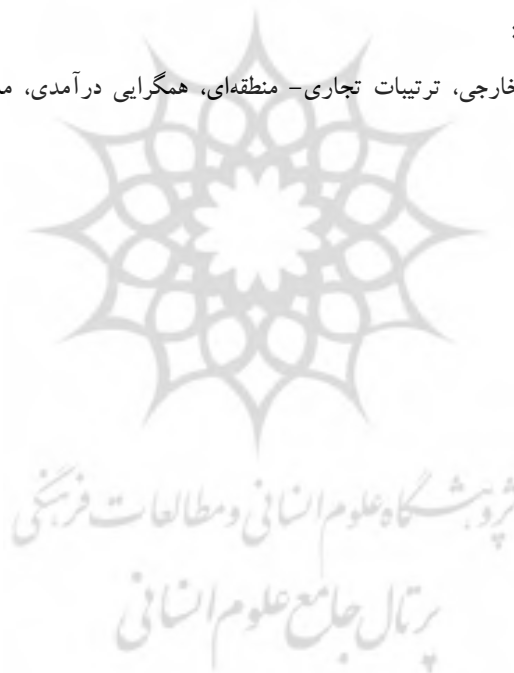 :
خارجی، ترتیبات تجاری- منطقه‌ای، همگرایی درآمدی،
پژوهشگاه علوم انسانی و مطالعات فرهنگی
پرتال جامع علوم انسانی